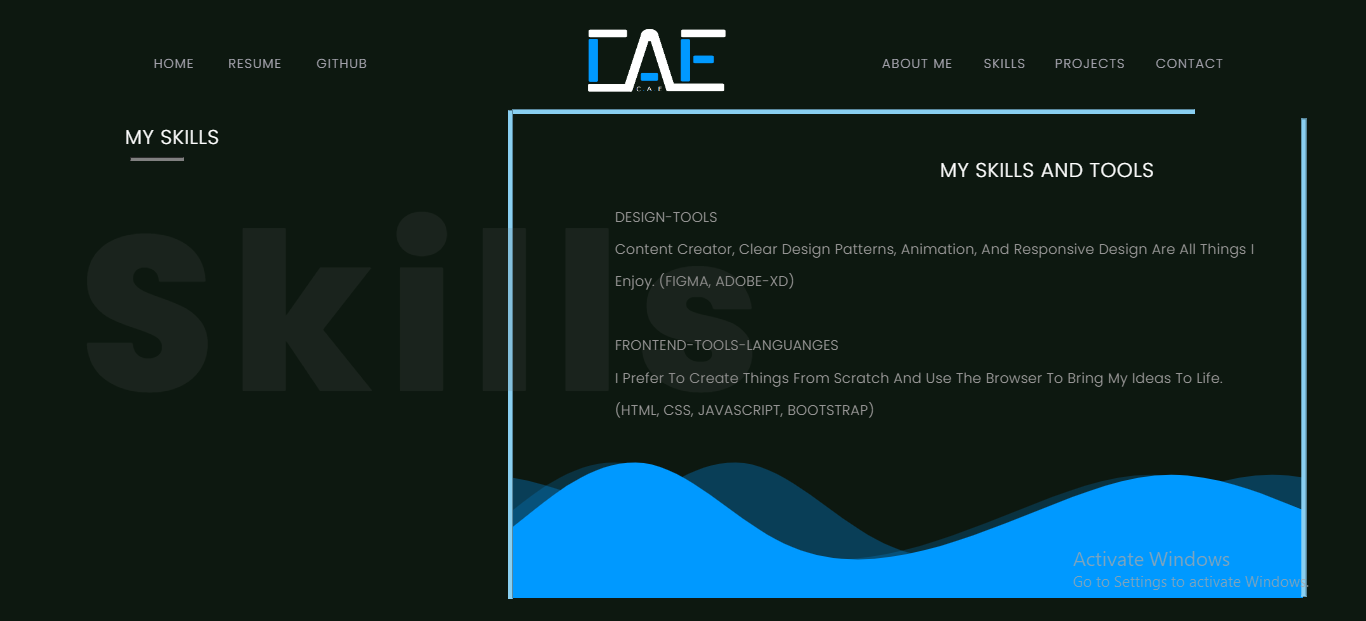 HOME RESUME GITHUB
CAE
C A E
ABOUT ME SKILLS PROJECTS CONTACT
MY SKILLS
Skills
MY SKILLS AND TOOLS
DESIGN-TOOLS
Content Creator, Clear Design Patterns, Animation, And Responsive Design Are All Things I
Enjoy. (FIGMA, ADOBE-XD)
FRONTEND-TOOLS-LANGUANGES
I Prefer To Create Things From Scratch And Use The Browser To Bring My Ideas To Life.
(HTML, CSS, JAVASCRIPT, BOOTSTRAP)
Activate Windows
Go to Settings to activate Windows.